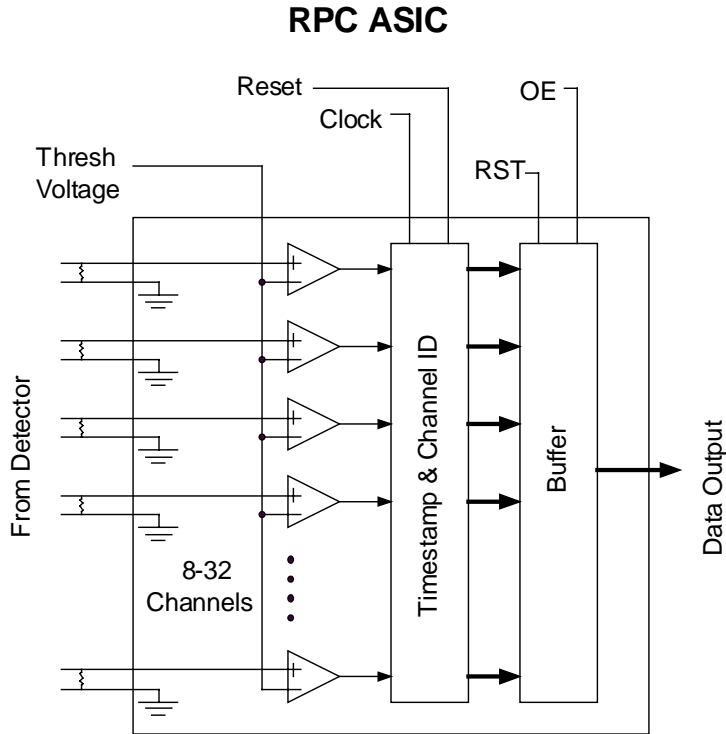 RPC ASIC
Reset
OE
Clock
Thresh
Voltage
RST
From Detector
8-32
Channels
Timestamp & Channel ID
Buffer
Data Output